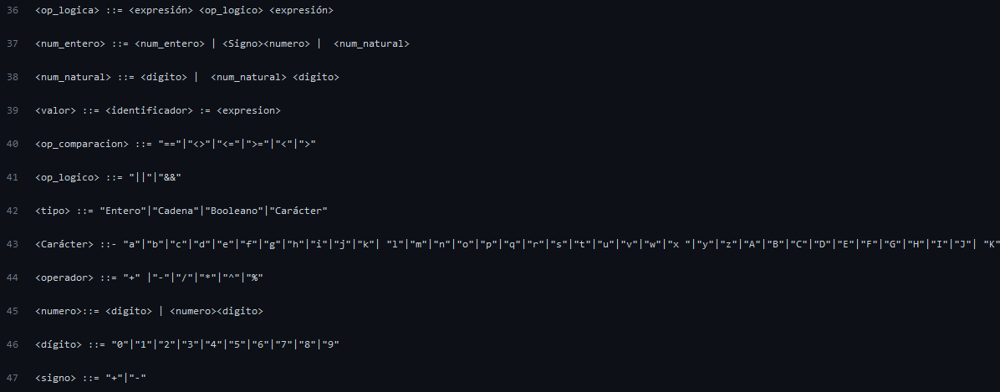 36 <op_logica> ::= <expresión> <op_logico> <expresión>
37 <num_entero> ::= <num_entero> | <Signo><numero> | <num_natural>
38 <num_natural> ::= <digito> | <num_natural> <digito>
39 <valor> ::= <identificador> := <expresion>
40 <op_comparacion> ::= "=="|"<>"|"<="|">="|"<"|">"
41 <op_logico> ::= "||"|"&&"
42 <tipo> ::= "Entero"|"Cadena"|"Booleano"|"Carácter"
43 <Carácter> ::- "a"|"b"|"c"|"d"|"e"|"f"|"g"|"h"|"i"|"j"|"k"| "l"|"m"|"n"|"o"|"p"|"q"|"r"|"s"|"t"|"u"|"v"|"w"|"x "|"y"|"z"|"A"|"B"|"C"|"D"|"E"|"F"|"G"|"H"|"I"|"J"| "K"
44 <operador> ::= "+" |"-"|"/"|"*"|"^"|"%"
45 <numero>::= <digito> | <numero><digito>
46 <dígito> ::= "0"|"1"|"2"|"3"|"4"|"5"|"6"|"7"|"8"|"9"
47 <signo> ::= "+"|"-"